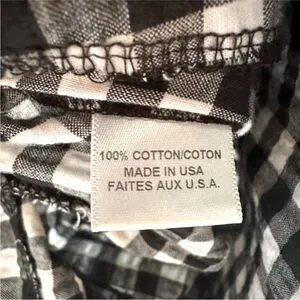 100% COTTON/COTON
MADE IN USA
FAITES AUX U.S.A.